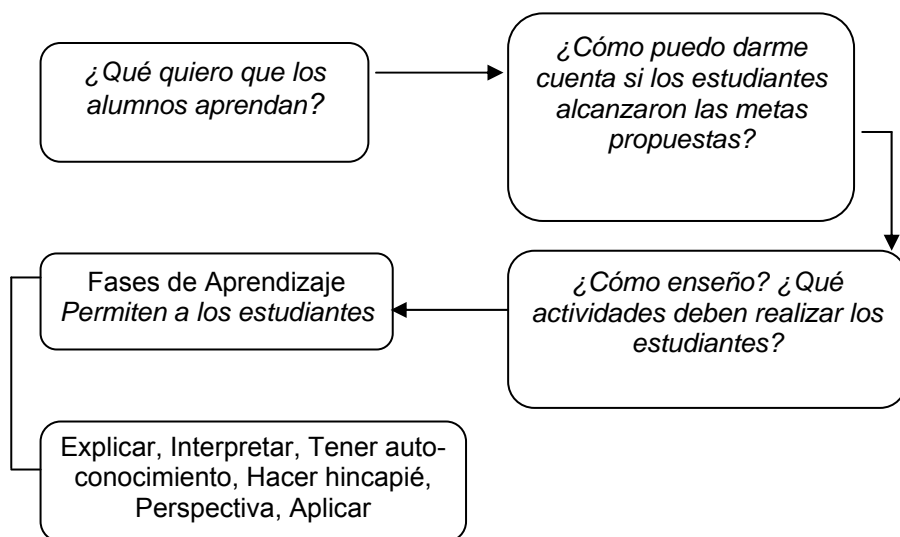 ¿Qué quiero que los
alumnos aprendan?
¿Cómo puedo darme
cuenta si los estudiantes
alcanzaron las metas
propuestas?
¿Cómo enseño? ¿Qué
actividades deben realizar los
estudiantes?
Fases de Aprendizaje
Permiten a los estudiantes
Explicar, Interpretar, Tener auto-
conocimiento, Hacer hincapié,
Perspectiva, Aplicar